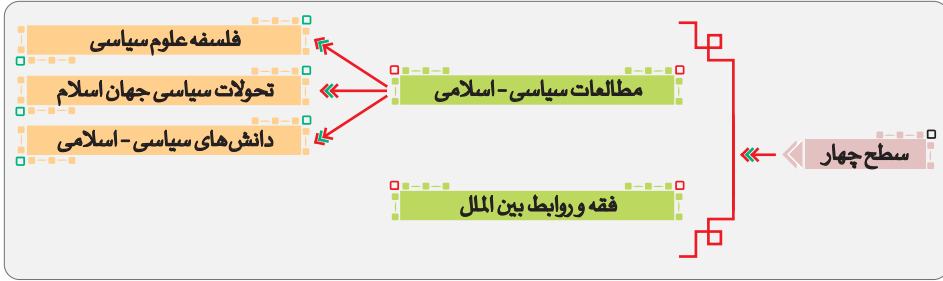 سطح چهار
مطالعات سیاسی - اسلامی
فلسفه علوم سیاسی
تحولات سیاسی جهان اسلام
دانش‌های سیاسی - اسلامی
فقه و روابط بین الملل